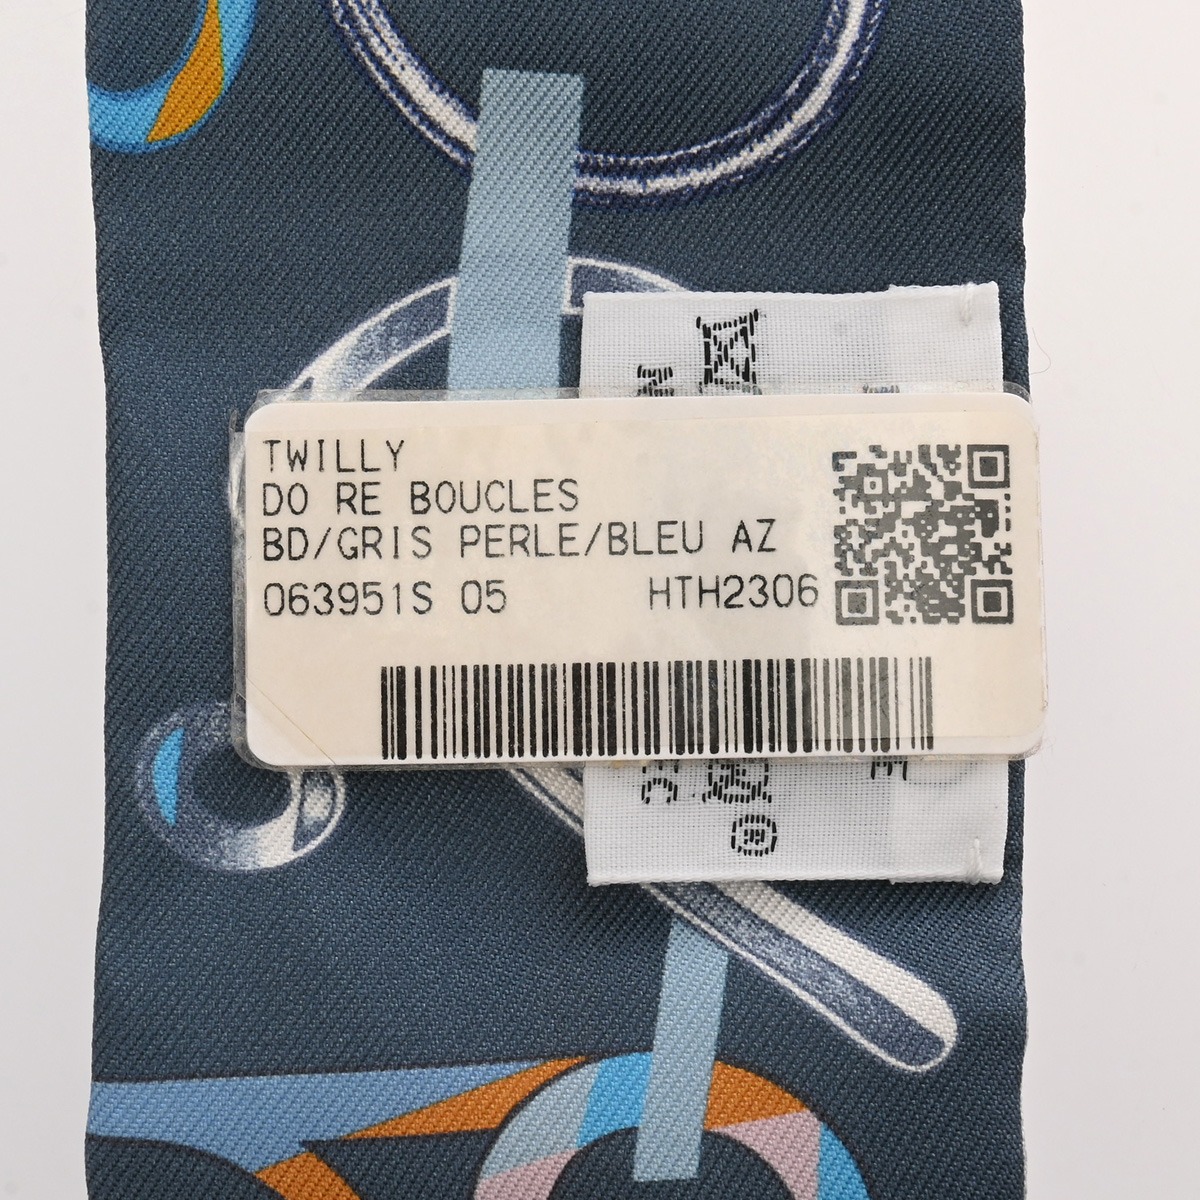 TWILLY
DO RE BOUCLES
BD/GRIS PERLE/BLEU AZ
063951S 05 HTH2306